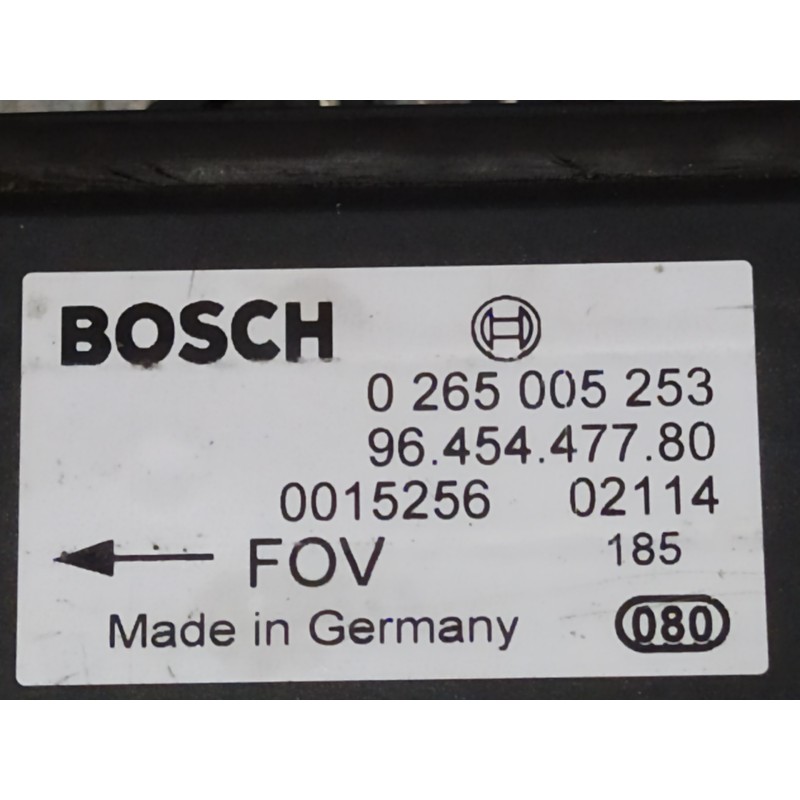 BOSCH
0 265 005 253
96.454.477.80
0015256 02114
FOV 185
Made in Germany 080